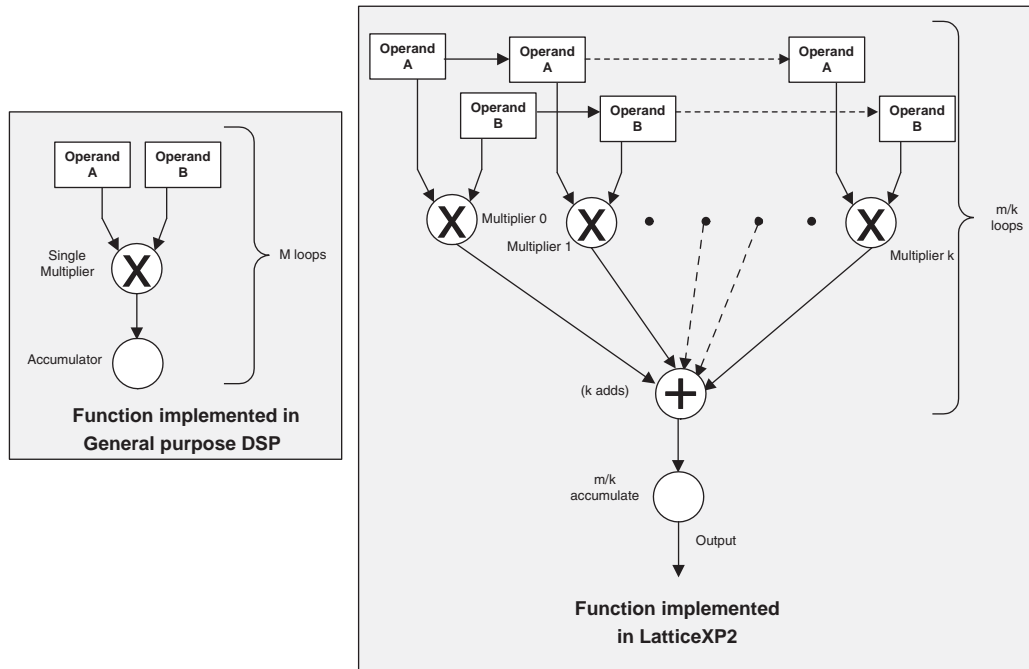 Operand
A
Operand
B
Single
Multiplier
X
M loops
Accumulator
Function implemented in
General purpose DSP
Operand
A
Operand
A
Operand
A
Operand
B
Operand
B
Operand
B
X
Multiplier 0
X
Multiplier 1
X
Multiplier k
m/k
loops
(k adds)
+
m/k
accumulate
Output
Function implemented
in LatticeXP2